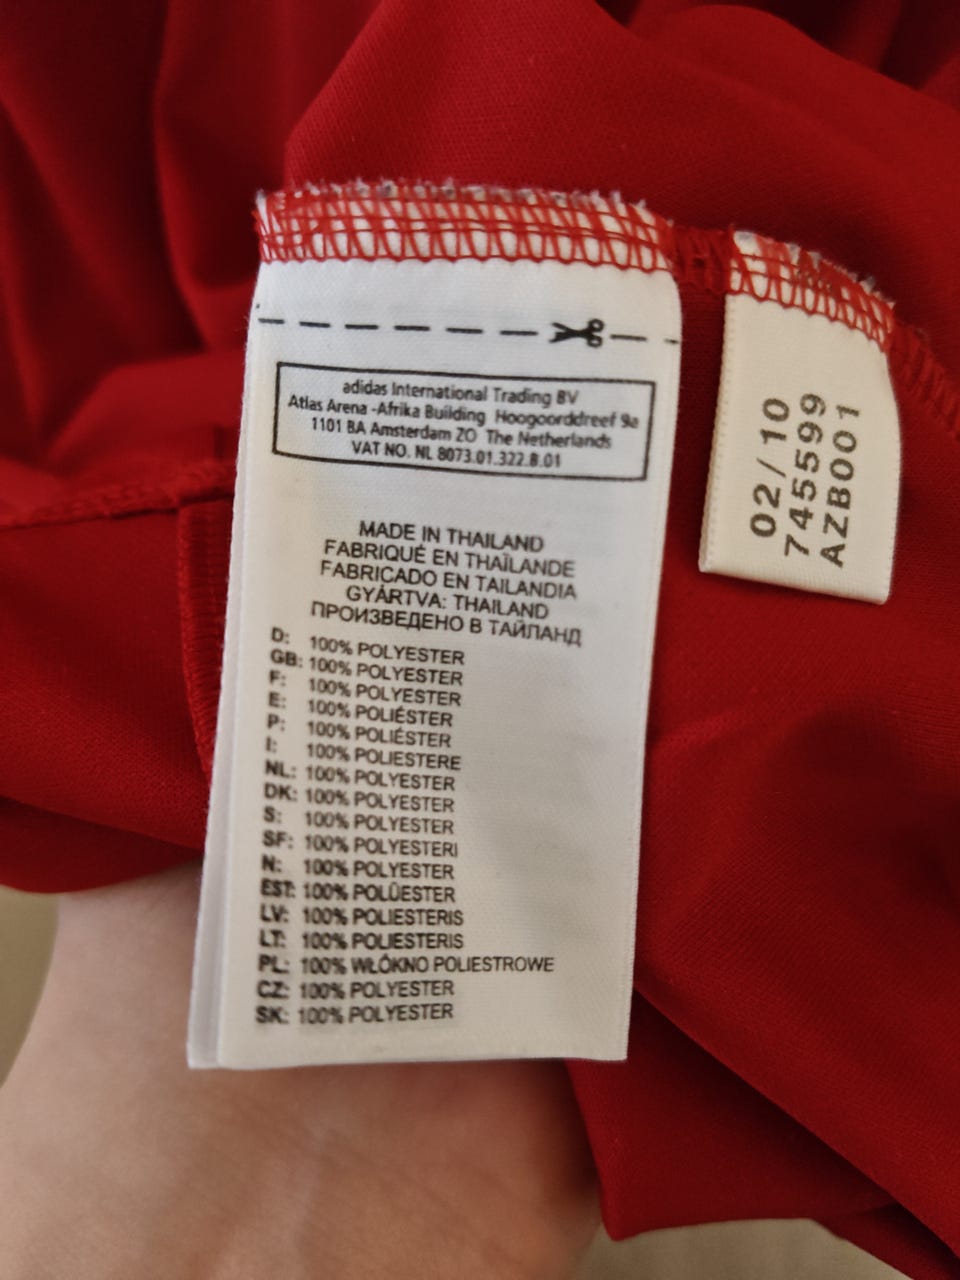 adidas International Trading BV
Atlas Arena -Afrika Building Hoogoorddreef 9a
1101 BA Amsterdam ZO The Netherlands
VAT NO. NL 8073.01.322.B.01
MADE IN THAILAND
FABRIQUÉ EN THAÏLANDE
FABRICADO EN TAILANDIA
GYÁRTVA: THAILAND
ПРОИЗВЕДЕНО В ТАЙЛАНД
D: 100% POLYESTER
GB: 100% POLYESTER
F: 100% POLYESTER
E: 100% POLIÉSTER
P: 100% POLIÉSTER
I: 100% POLIESTERE
NL: 100% POLYESTER
DK: 100% POLYESTER
S: 100% POLYESTER
SF: 100% POLYESTERI
N: 100% POLYESTER
EST: 100% POLÜESTER
LV: 100% POLIESTERIS
LT: 100% POLIESTERIS
PL: 100% WŁÓKNO POLIESTROWE
CZ: 100% POLYESTER
SK: 100% POLYESTER
02/10
745599
AZB001